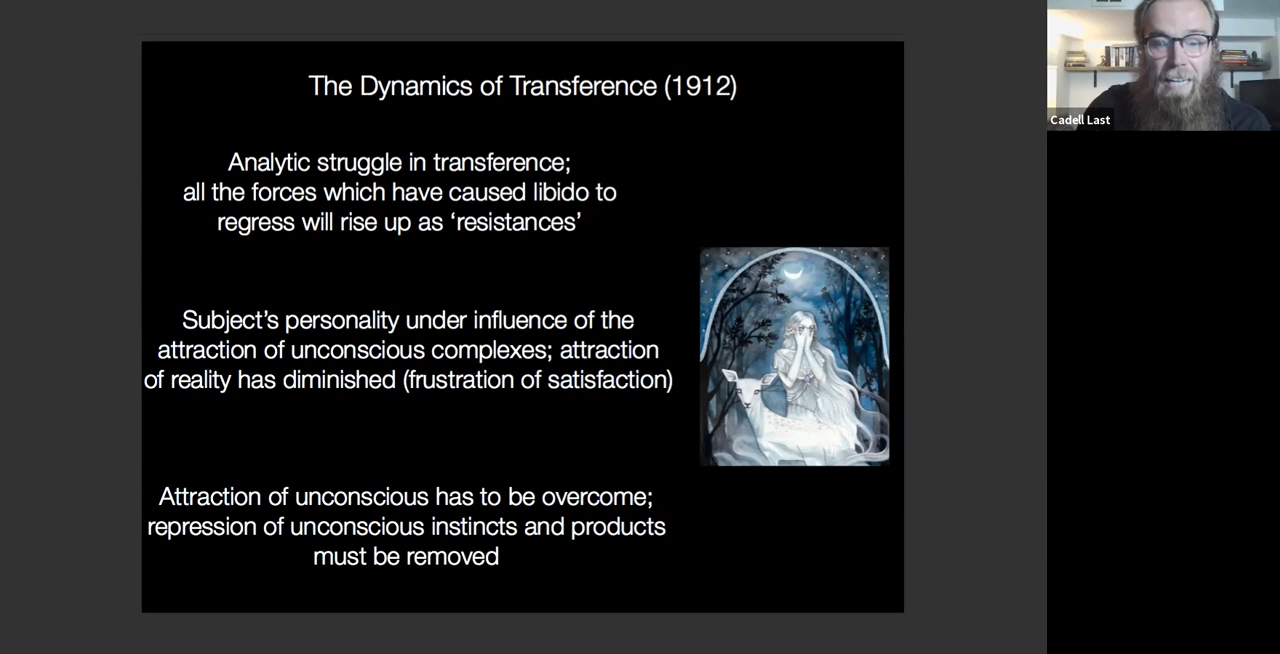 The Dynamics of Transference (1912)
Analytic struggle in transference;
all the forces which have caused libido to
regress will rise up as ‘resistances’
Subject’s personality under influence of the
attraction of unconscious complexes; attraction
of reality has diminished (frustration of satisfaction)
Attraction of unconscious has to be overcome;
repression of unconscious instincts and products
must be removed
Cadell Last